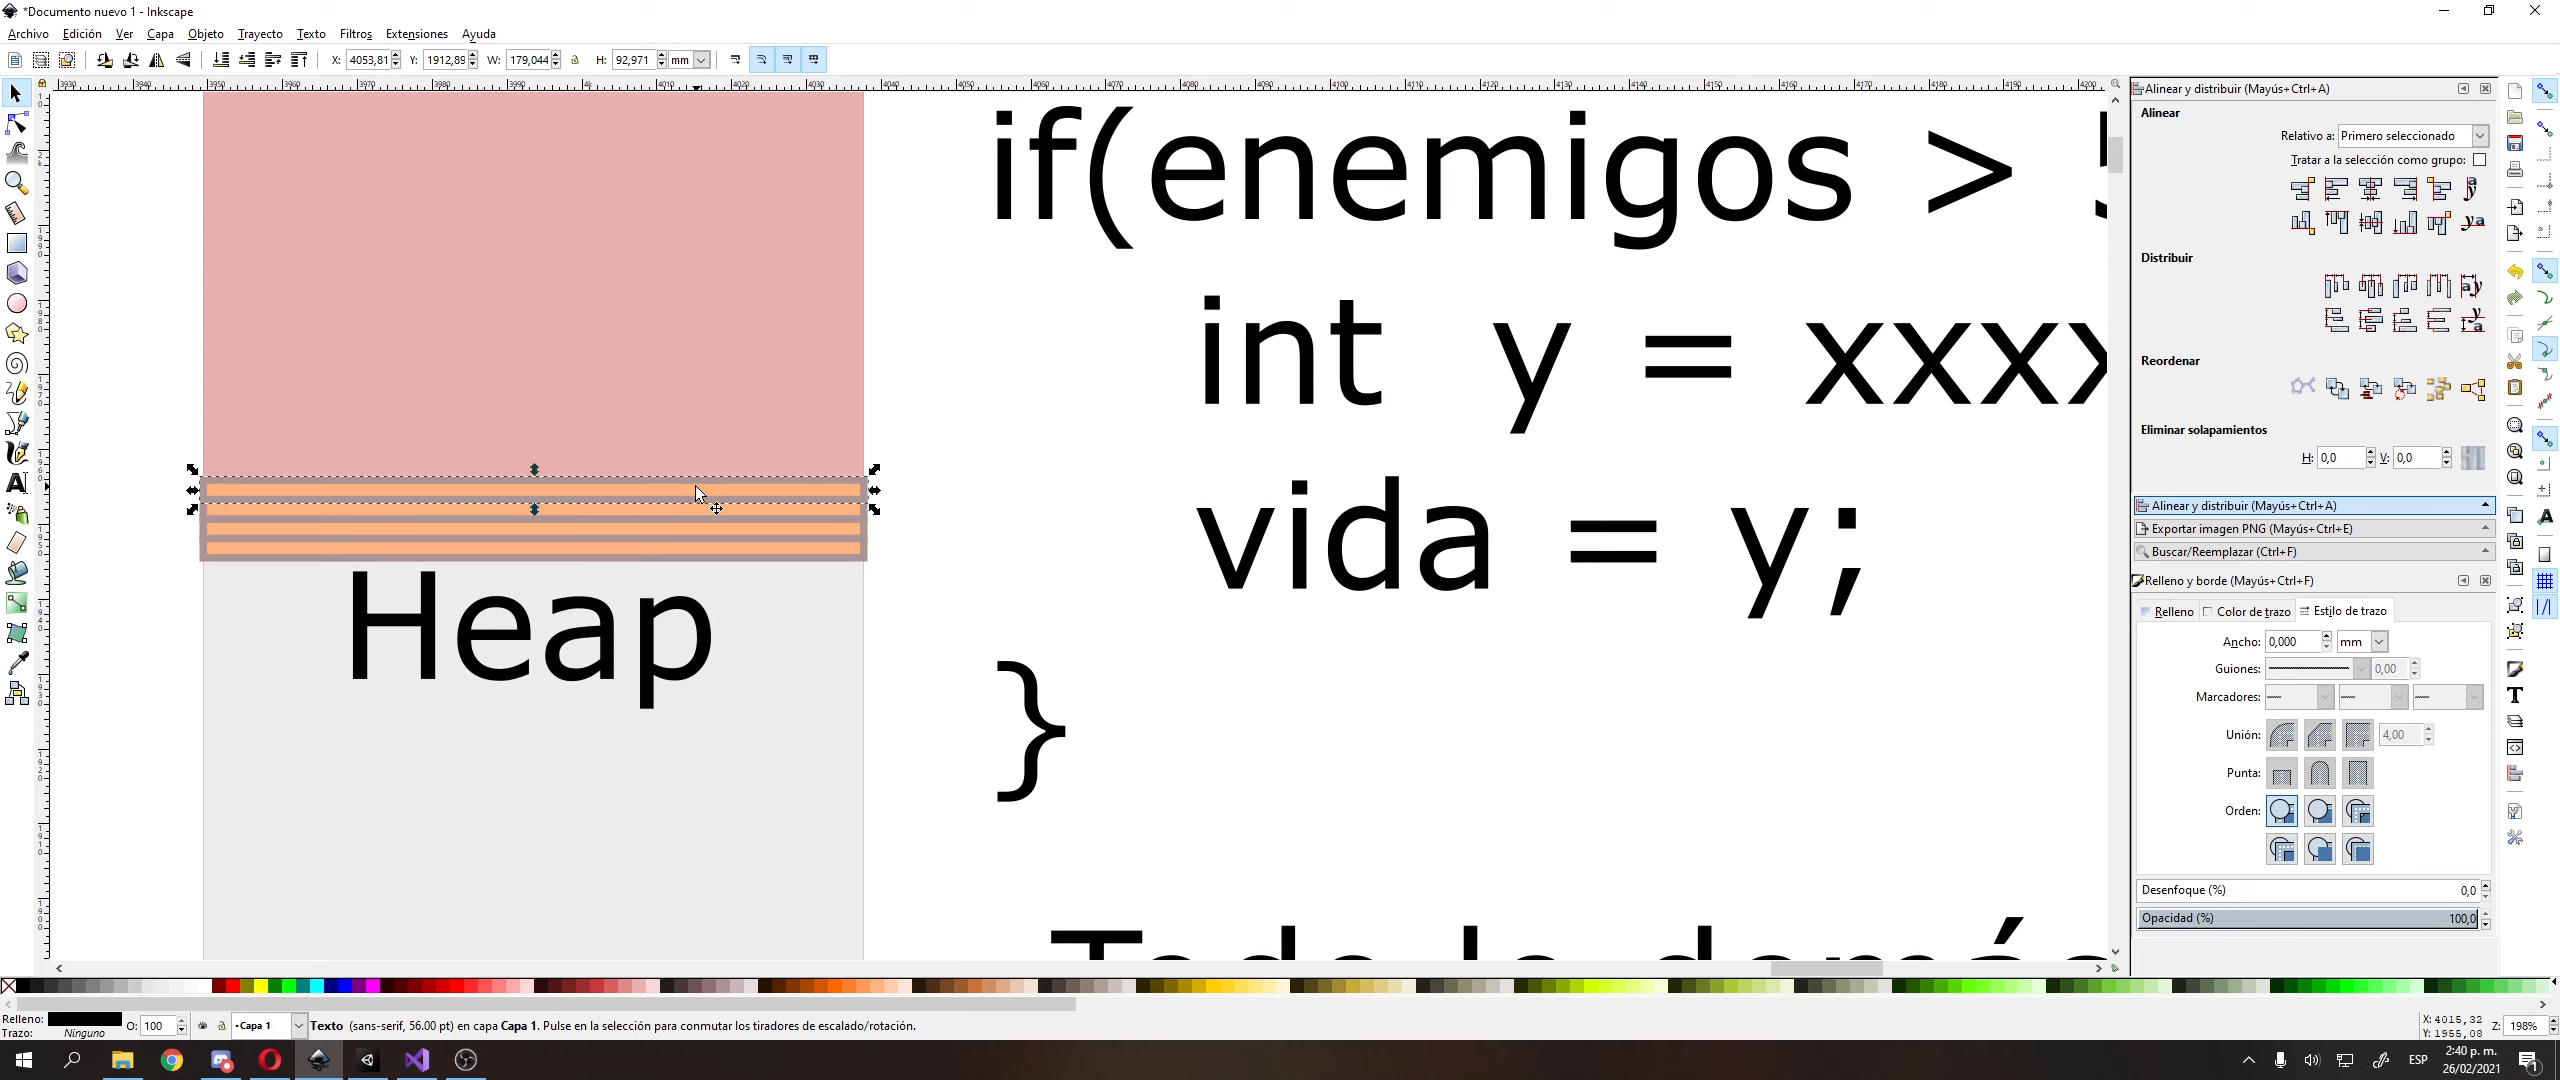 *Documento nuevo 1 - Inkscape
Archivo Edición Ver Capa Objeto Trayecto Texto Filtros Extensiones Ayuda
X: 4053,81 Y: 1912,89 W: 179,044 H: 92,971 mm
if(enemigos > 5
int y = xxxx
vida = y;
}
Heap
Alinear y distribuir (Mayús+Ctrl+A)
Alinear
Relativo a: Primero seleccionado
Tratar a la selección como grupo:
Distribuir
Reordenar
Eliminar solapamientos
H: 0,0 V: 0,0
Alinear y distribuir (Mayús+Ctrl+A)
Exportar imagen PNG (Mayús+Ctrl+E)
Buscar/Reemplazar (Ctrl+F)
Relleno y borde (Mayús+Ctrl+F)
Relleno Color de trazo Estilo de trazo
Ancho: 0,000 mm
Guiones: 0,00
Marcadores:
Unión: 4,00
Punta:
Orden:
Desenfoque (%) 0,0
Opacidad (%) 100,0
Relleno:
Trazo: Ninguno
O: 100
•Capa 1
Texto (sans-serif, 56.00 pt) en capa Capa 1. Pulse en la selección para conmutar los tiradores de escalado/rotación.
X: 4015,32
Y: 1955,08
Z: 198%
ESP
2:40 p. m.
26/02/2021
1